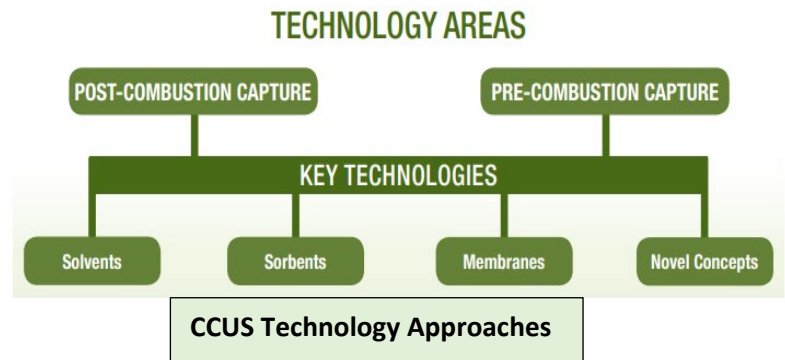 TECHNOLOGY AREAS
POST-COMBUSTION CAPTURE
PRE-COMBUSTION CAPTURE
KEY TECHNOLOGIES
Solvents
Sorbents
Membranes
Novel Concepts
CCUS Technology Approaches